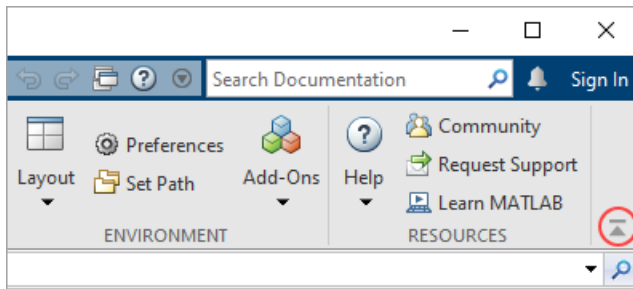 Search Documentation
Sign In
Layout
Preferences
Set Path
Add-Ons
Help
Community
Request Support
Learn MATLAB
ENVIRONMENT
RESOURCES